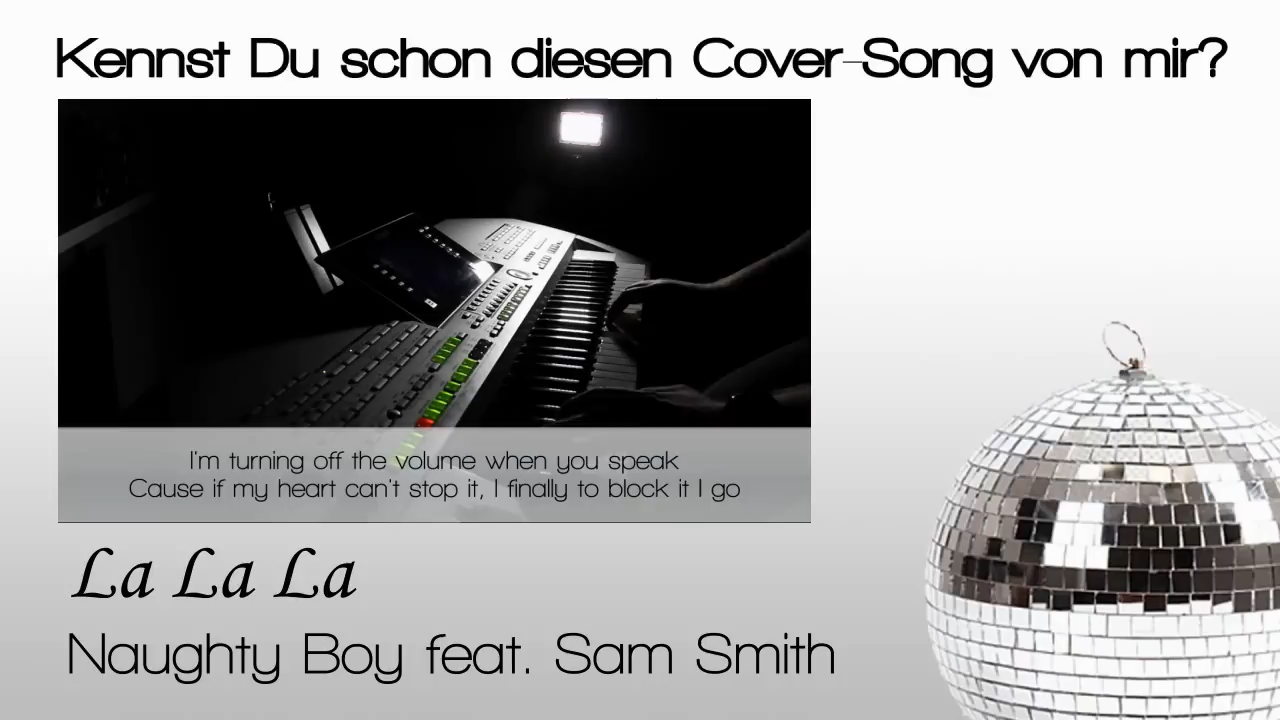 Kennst Du schon diesen Cover-Song von mir?
I'm turning off the volume when you speak
Cause if my heart can't stop it, I finally to block it I go
La La La
Naughty Boy feat. Sam Smith